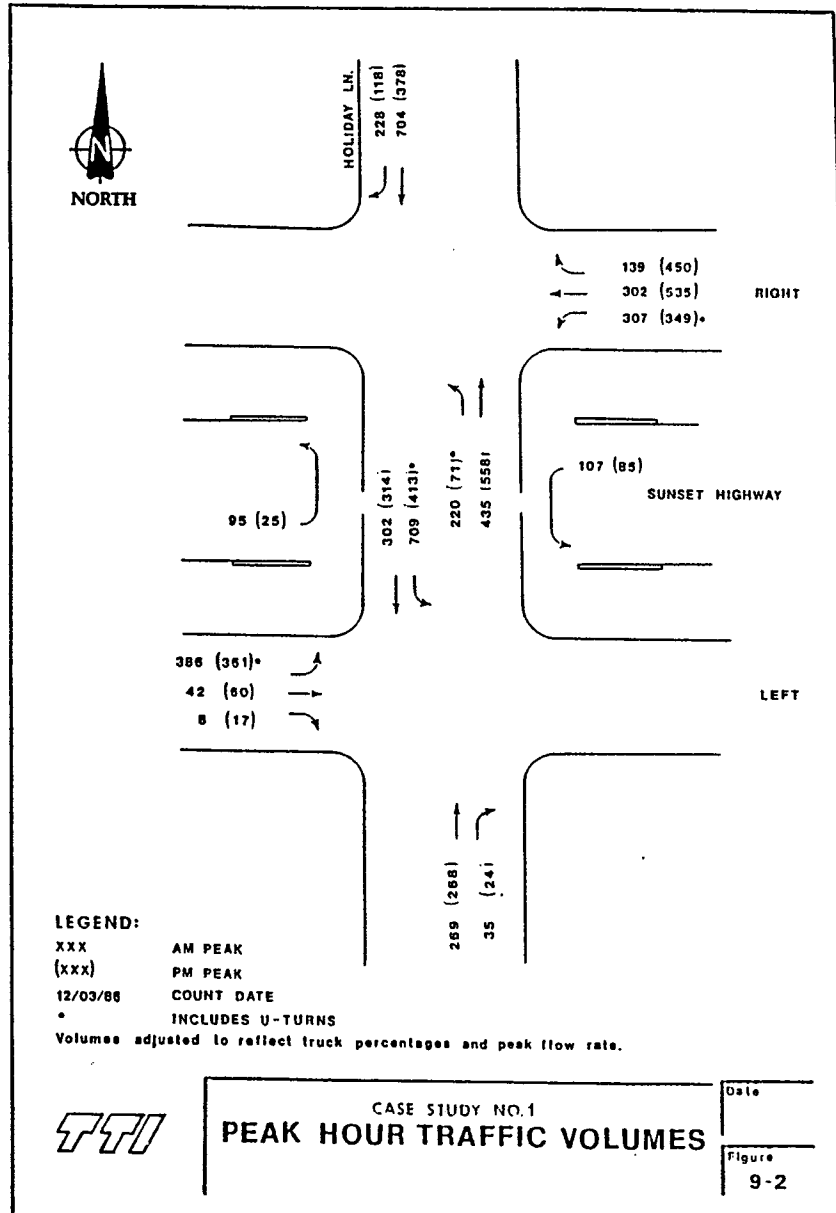 N
NORTH
HOLIDAY LN.
228 (118)
704 (378)
139 (450)
302 (535)
307 (349)*
RIGHT
302 (314)
709 (413)*
220 (71)*
435 (558)
107 (85)
SUNSET HIGHWAY
95 (25)
386 (361)*
42 (60)
8 (17)
LEFT
269 (268)
35 (24)
LEGEND:
XXX AM PEAK
(XXX) PM PEAK
12/03/86 COUNT DATE
* INCLUDES U-TURNS
Volumes adjusted to reflect truck percentages and peak flow rate.
TTI
CASE STUDY NO.1
PEAK HOUR TRAFFIC VOLUMES
Date
Figure
9-2